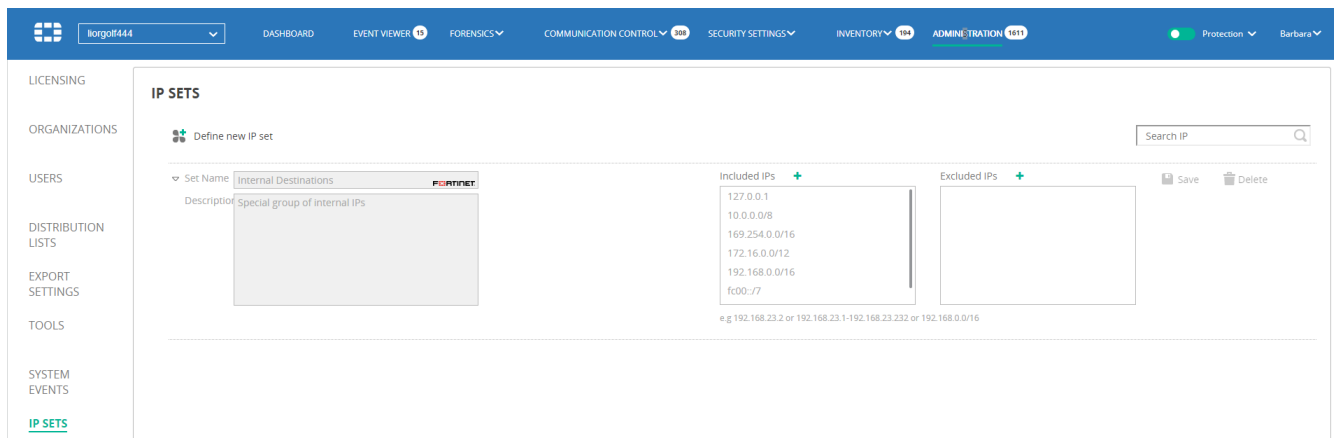 liorgolf444
DASHBOARD
EVENT VIEWER 15
FORENSICS
COMMUNICATION CONTROL 308
SECURITY SETTINGS
INVENTORY 194
ADMINISTRATION 1611
Protection
Barbara
LICENSING
ORGANIZATIONS
USERS
DISTRIBUTION
LISTS
EXPORT
SETTINGS
TOOLS
SYSTEM
EVENTS
IP SETS
IP SETS
Define new IP set
Search IP
Set Name
Internal Destinations
FORTINET
Description
Special group of internal IPs
Included IPs
127.0.0.1
10.0.0.0/8
169.254.0.0/16
172.16.0.0/12
192.168.0.0/16
fc00::/7
Excluded IPs
Save
Delete
e.g 192.168.23.2 or 192.168.23.1-192.168.23.232 or 192.168.0.0/16